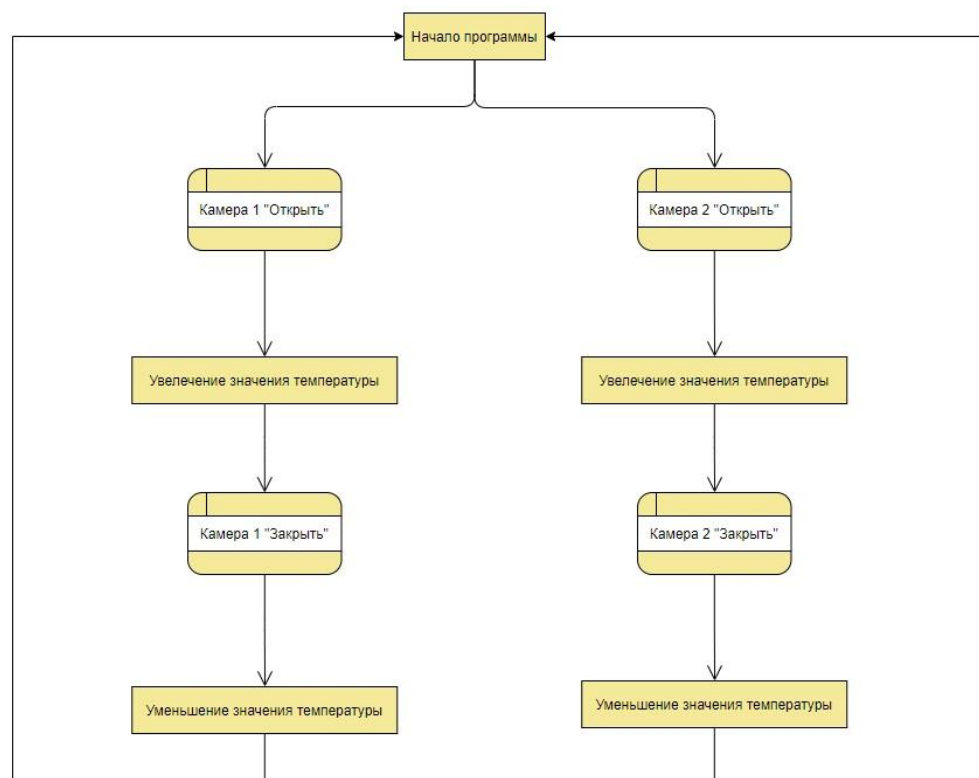 Начало программы
Камера 1 "Открыть"
Камера 2 "Открыть"
Увелечение значения температуры
Увелечение значения температуры
Камера 1 "Закрыть"
Камера 2 "Закрыть"
Уменьшение значения температуры
Уменьшение значения температуры